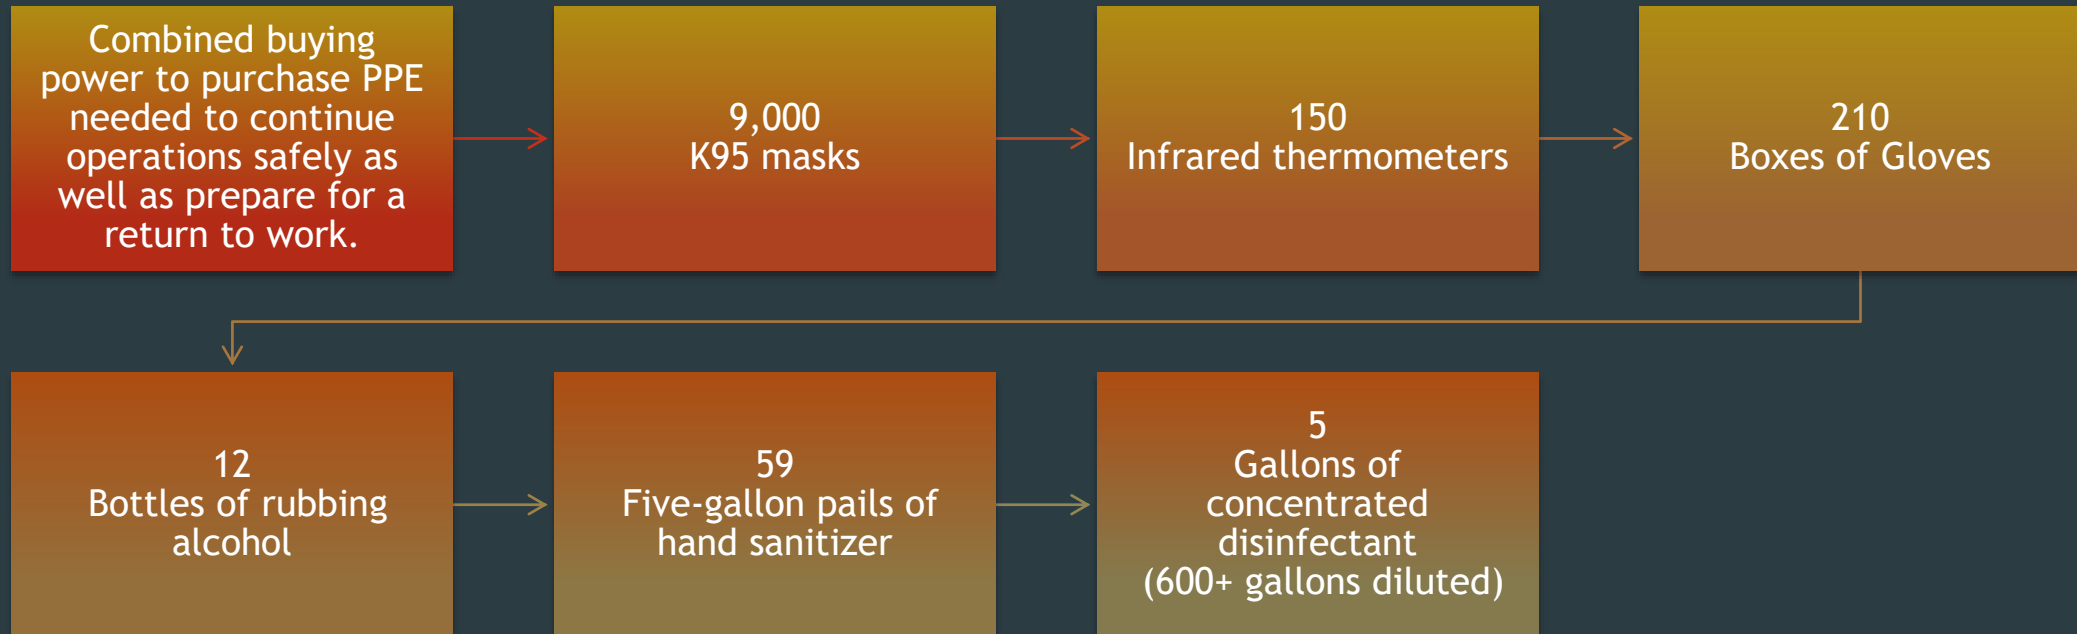 Combined buying
power to purchase PPE
needed to continue
operations safely as
well as prepare for a
return to work.
9,000
K95 masks
150
Infrared thermometers
210
Boxes of Gloves
12
Bottles of rubbing
alcohol
59
Five-gallon pails of
hand sanitizer
5
Gallons of
concentrated
disinfectant
(600+ gallons diluted)